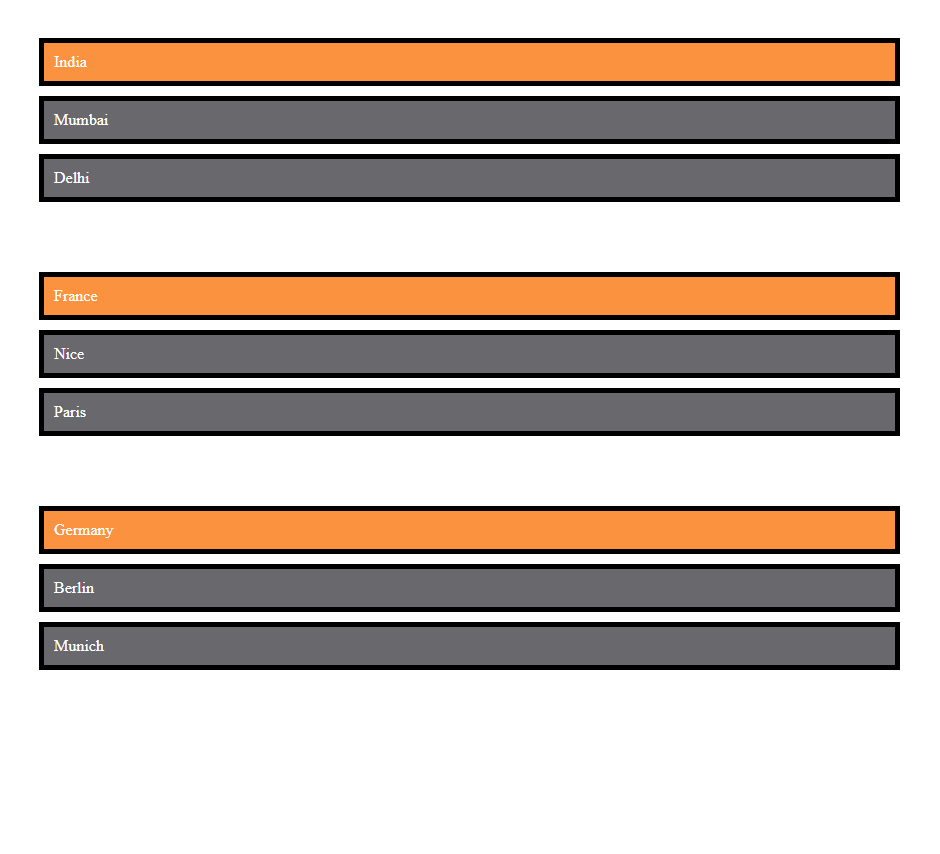 India
Mumbai
Delhi
France
Nice
Paris
Germany
Berlin
Munich